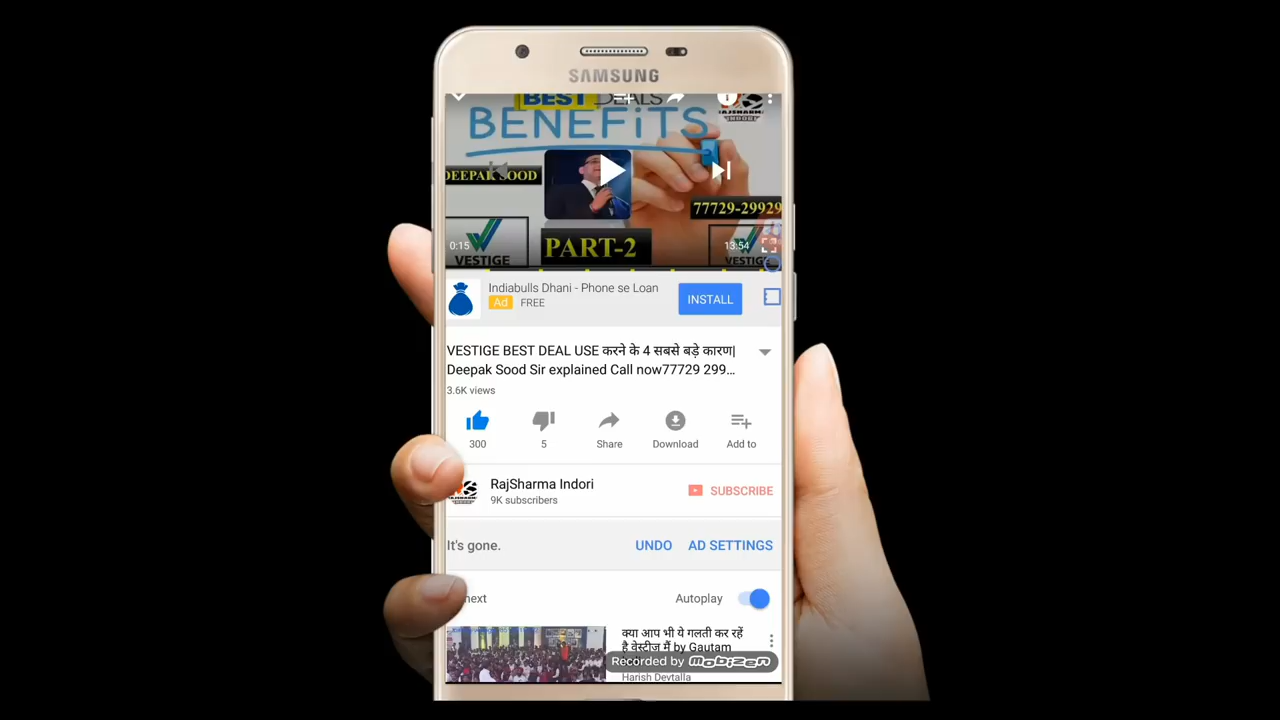 SAMSUNG
BEST DEALS
BENEFiTS
DEEPAK SOOD
77729-29929
PART-2
0:15
13:54
VESTIGE
Indiabulls Dhani - Phone se Loan
Ad FREE
INSTALL
VESTIGE BEST DEAL USE करने के 4 सबसे बड़े कारण|
Deepak Sood Sir explained Call now77729 299...
3.6K views
300
5
Share
Download
Add to
RajSharma Indori
9K subscribers
SUBSCRIBE
It's gone.
UNDO
AD SETTINGS
next
Autoplay
क्या आप भी ये गलती कर रहें
है वेस्टीज मैं by Gautam
Recorded by MOBIZEN
Harish Devtalla